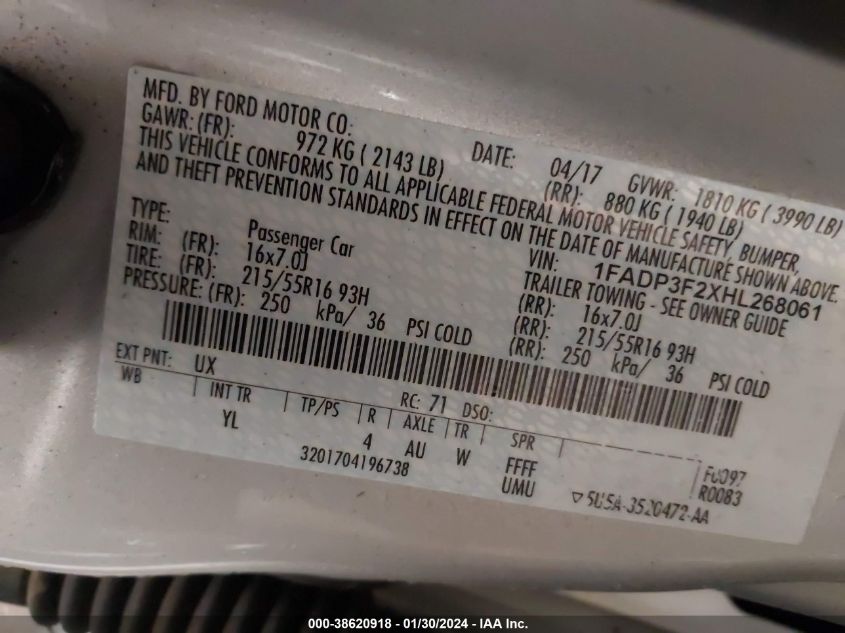 MFD. BY FORD MOTOR CO: DATE: 04/17 GVWR: 1810 KG ( 3990 LB)
GAWR: (FR): 972 KG ( 2143 LB) (RR): 880 KG ( 1940 LB)
THIS VEHICLE CONFORMS TO ALL APPLICABLE FEDERAL MOTOR VEHICLE SAFETY, BUMPER,
AND THEFT PREVENTION STANDARDS IN EFFECT ON THE DATE OF MANUFACTURE SHOWN ABOVE.
VIN: 1FADP3F2XHL268061
TYPE: Passenger Car TRAILER TOWING - SEE OWNER GUIDE
RIM: (FR): 16x7.0J (RR): 16x7.0J
TIRE: (FR): 215/55R16 93H (RR): 215/55R16 93H
PRESSURE: (FR): 250 kPa/ 36 PSI COLD (RR): 250 kPa/ 36 PSI COLD
EXT PNT: UX RC: 71 DSO:
WB INT TR TP/PS R AXLE TR SPR
YL 4 AU W FFFF F0097
3201704196738 UMU R0083
5U5A-3520472-AA
000-38620918 - 01/30/2024 - IAA Inc.